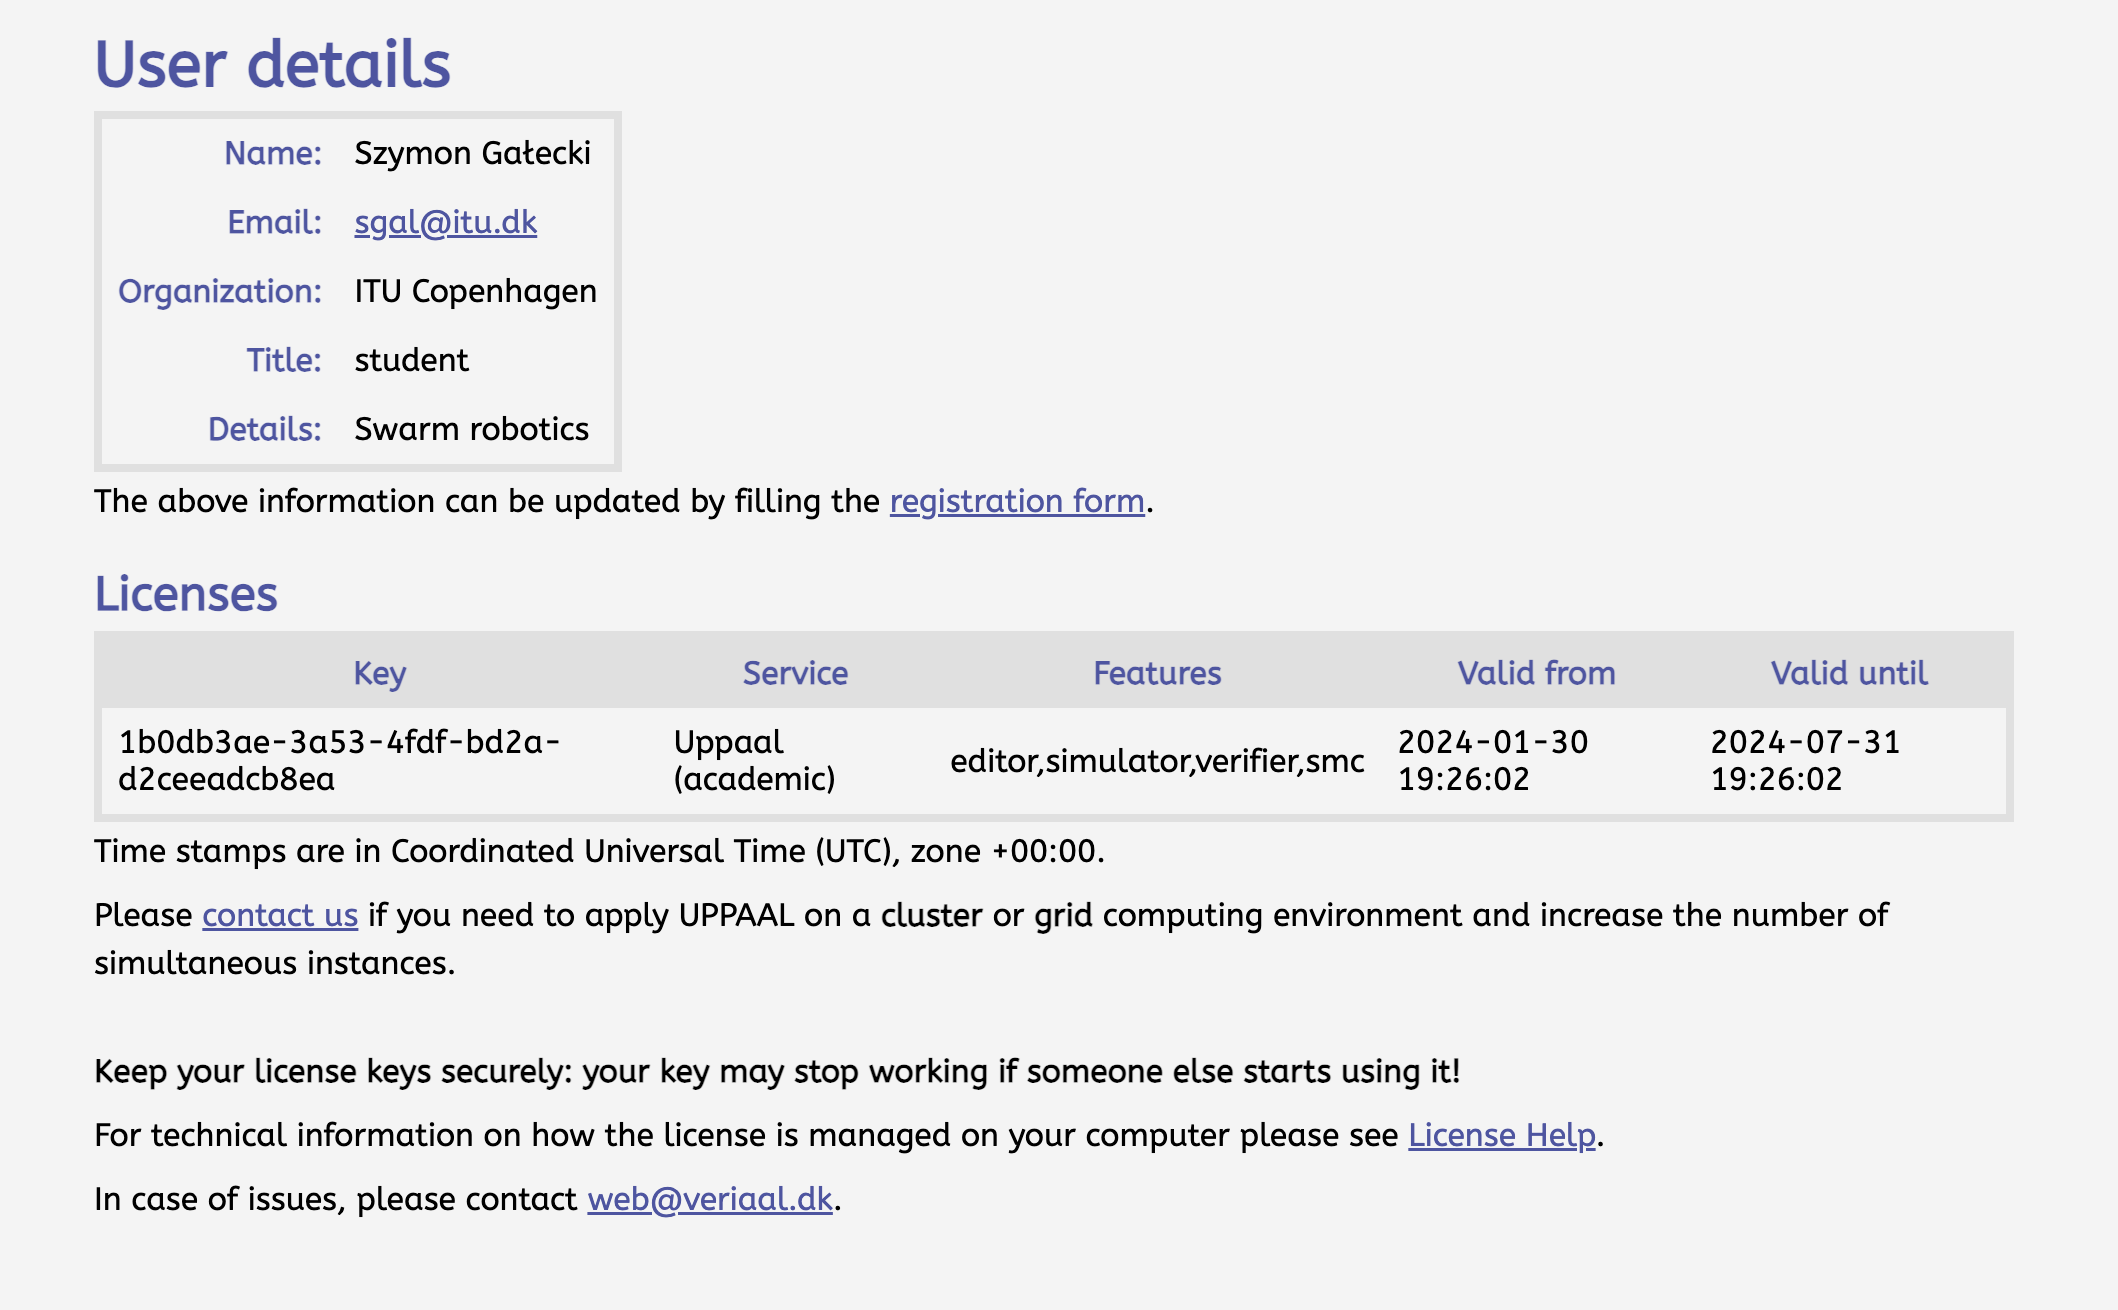 User details
Name: Szymon Gałecki
Email: sgal@itu.dk
Organization: ITU Copenhagen
Title: student
Details: Swarm robotics
The above information can be updated by filling the registration form.
Licenses
Key Service Features Valid from Valid until
1b0db3ae-3a53-4fdf-bd2a- Uppaal editor,simulator,verifier,smc 2024-01-30 2024-07-31
d2ceeadcb8ea (academic) 19:26:02 19:26:02
Time stamps are in Coordinated Universal Time (UTC), zone +00:00.
Please contact us if you need to apply UPPAAL on a cluster or grid computing environment and increase the number of
simultaneous instances.
Keep your license keys securely: your key may stop working if someone else starts using it!
For technical information on how the license is managed on your computer please see License Help.
In case of issues, please contact web@veriaal.dk.